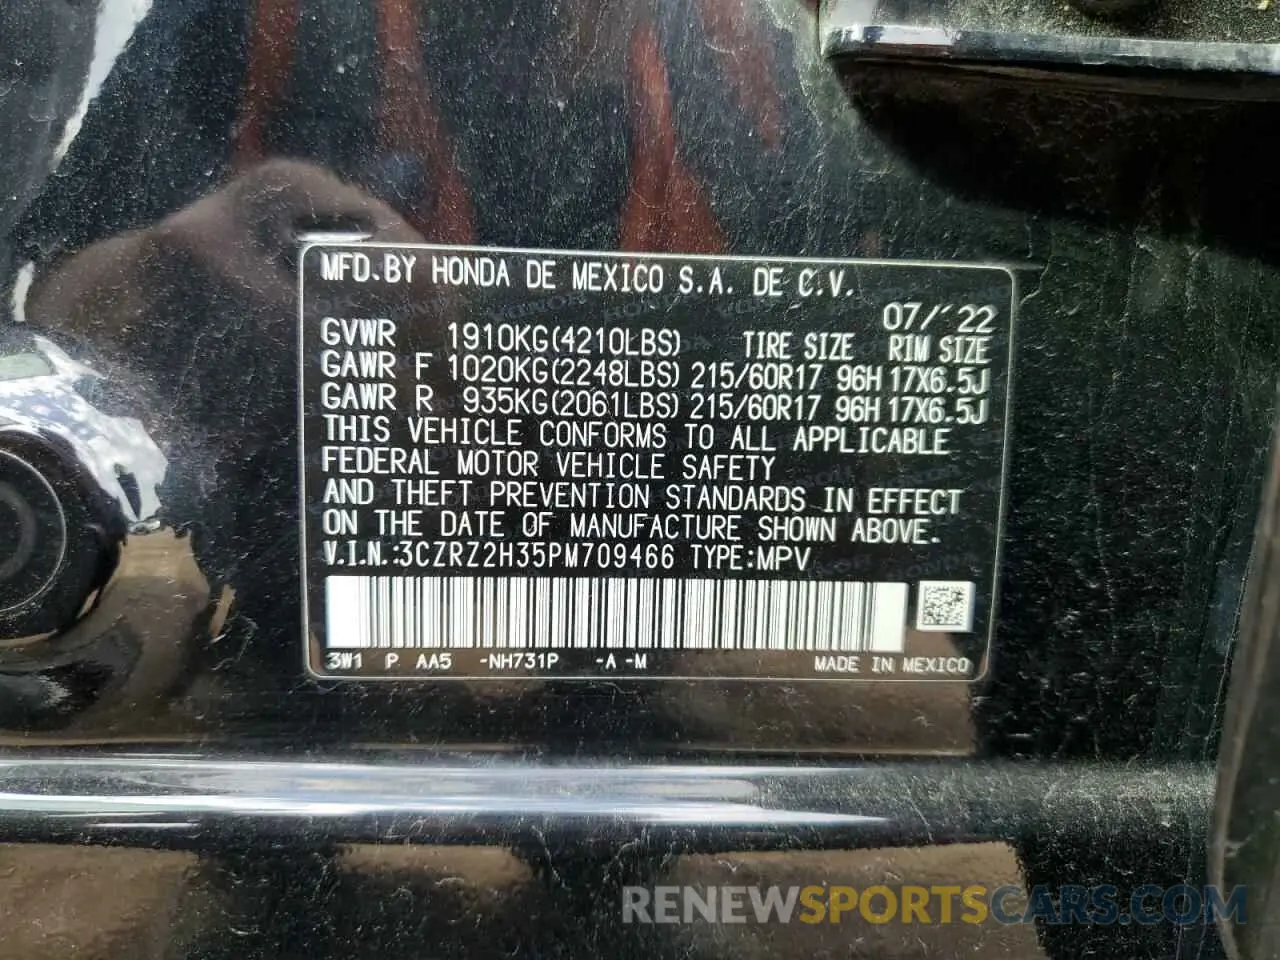 MFD.BY HONDA DE MEXICO S.A. DE C.V.
07/'22
GVWR 1910KG(4210LBS) TIRE SIZE RIM SIZE
GAWR F 1020KG(2248LBS) 215/60R17 96H 17X6.5J
GAWR R 935KG(2061LBS) 215/60R17 96H 17X6.5J
THIS VEHICLE CONFORMS TO ALL APPLICABLE
FEDERAL MOTOR VEHICLE SAFETY
AND THEFT PREVENTION STANDARDS IN EFFECT
ON THE DATE OF MANUFACTURE SHOWN ABOVE.
V.I.N.:3CZRZ2H35PM709466 TYPE:MPV
3W1 P AA5 -NH731P -A -M MADE IN MEXICO
RENEWSPORTSCARS.COM